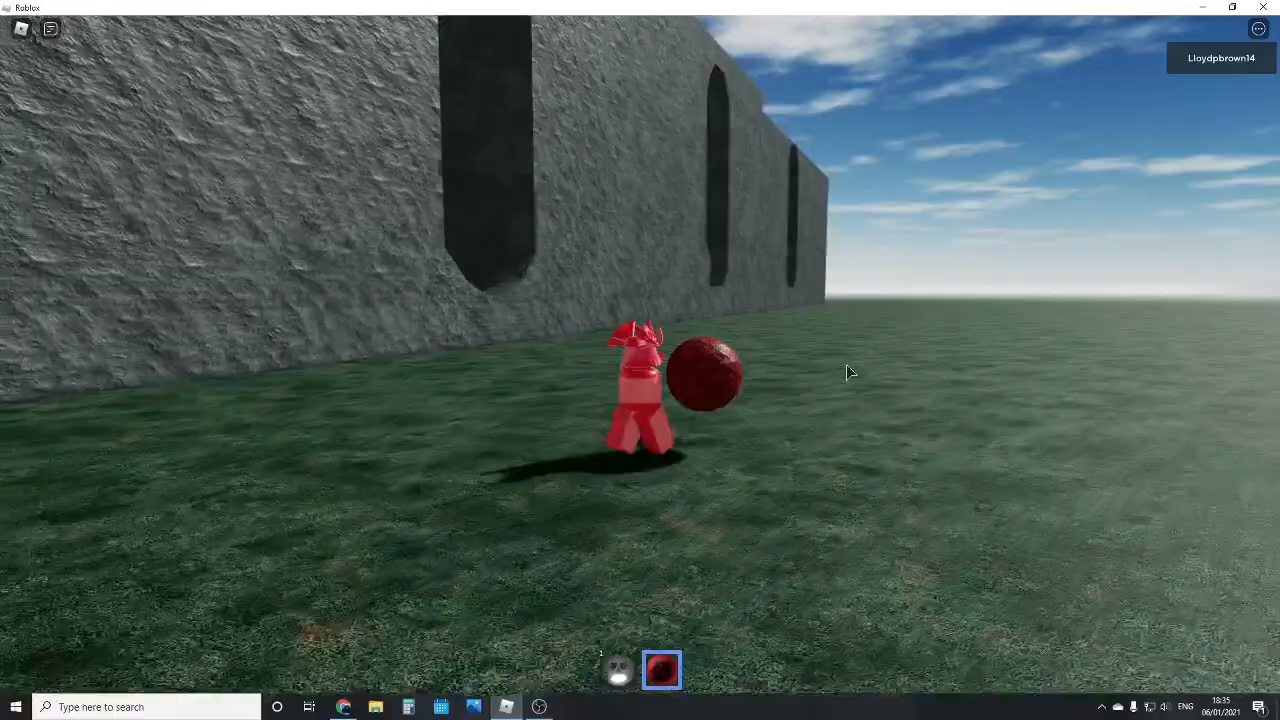 Roblox
Lloydpbrown14
1
Type here to search
ENG
18:35
06/01/2021